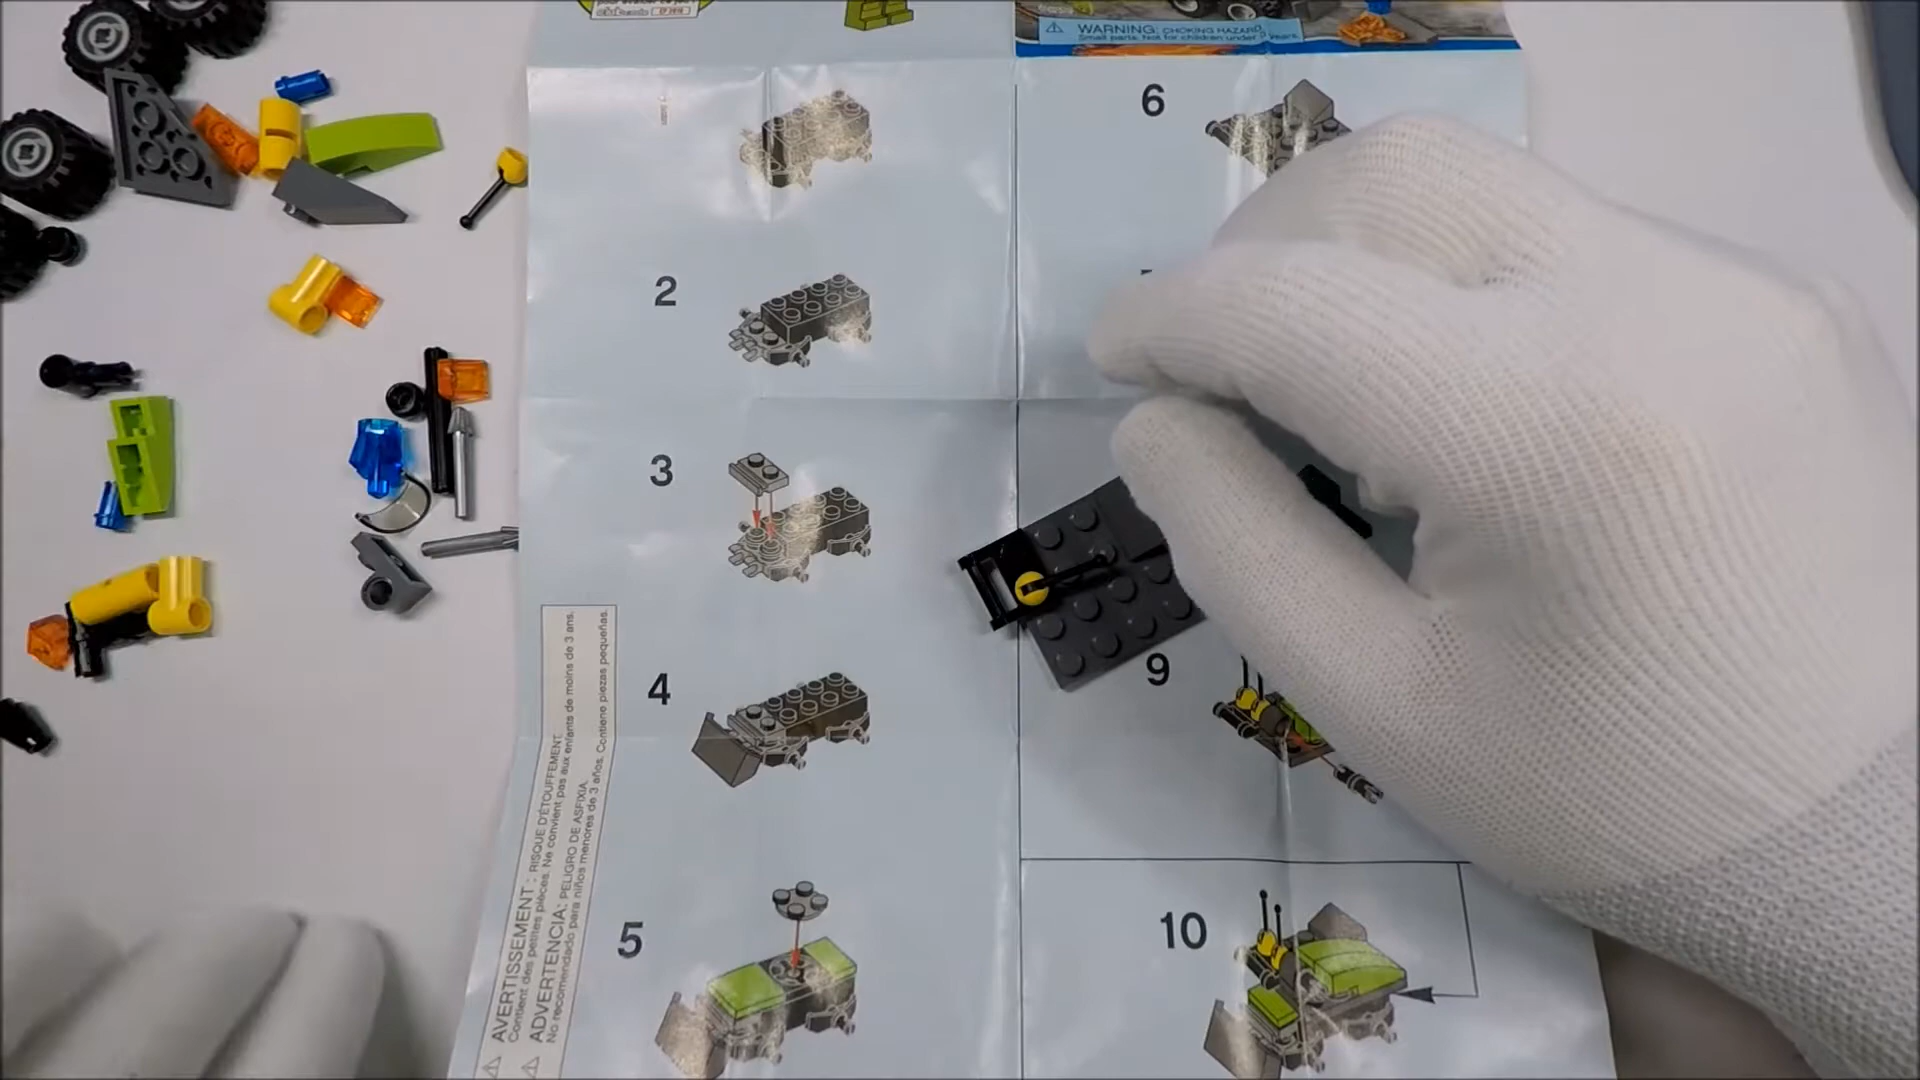 WARNING: CHOKING HAZARD.
Small parts. Not for children under 3 years.
6
2
3
4
9
5
10
AVERTISSEMENT : RISQUE D'ÉTOUFFEMENT.
Contient des petites pièces. Ne convient pas aux enfants de moins de 3 ans.
ADVERTENCIA: PELIGRO DE ASFIXIA.
No recomendado para niños menores de 3 años. Contiene piezas pequeñas.